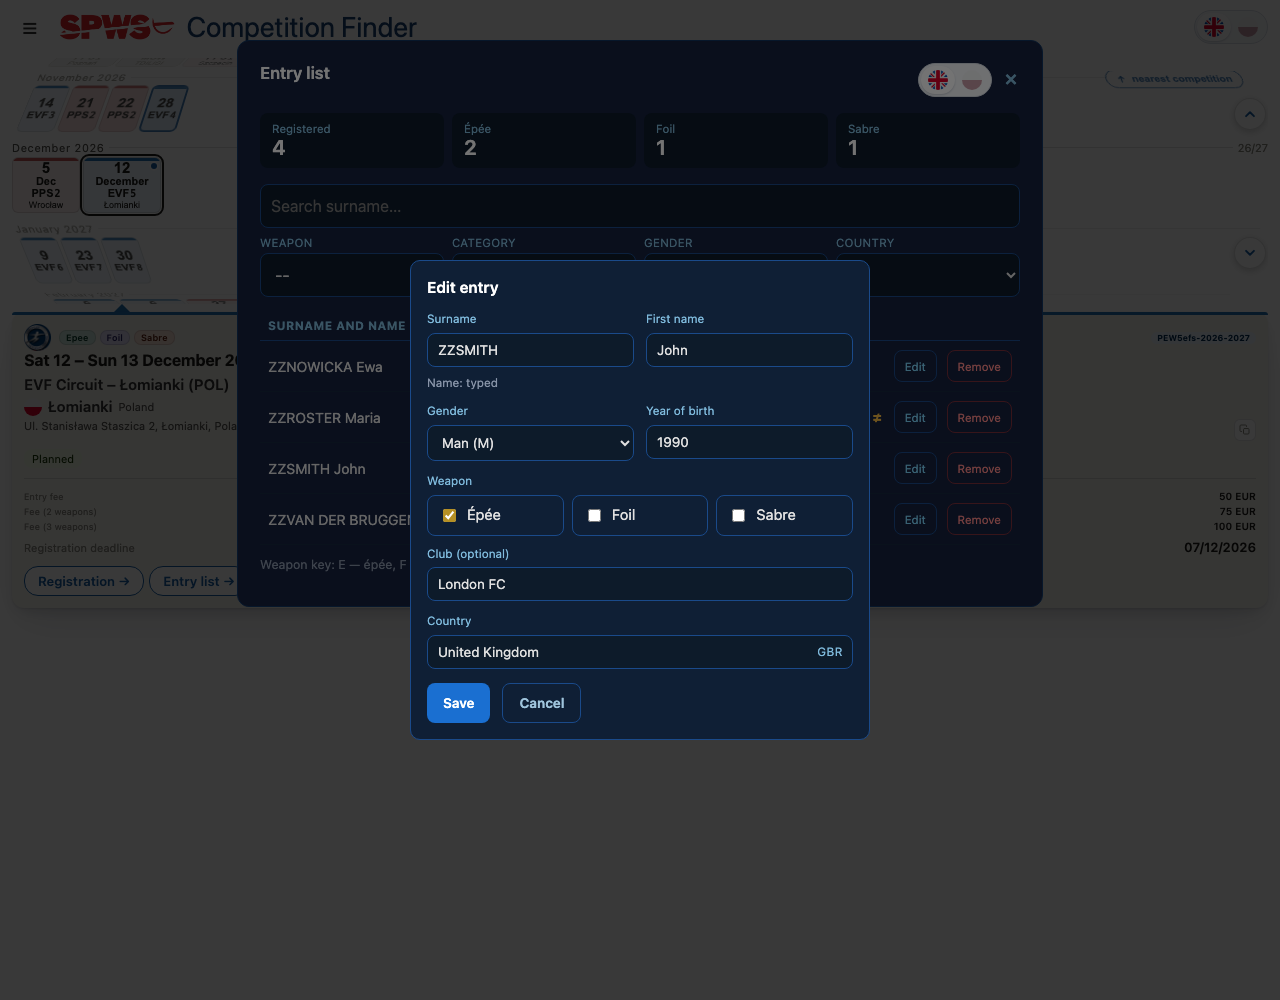 SPWS Competition Finder
November 2026
14 EVF3
21 PPS2
22 PPS2
28 EVF4
nearest competition
December 2026
26/27
5 Dec PPS2 Wrocław
12 December EVF5 Łomianki
January 2027
9 EVF6
23 EVF7
30 EVF8
Epee Foil Sabre
PEW5efs-2026-2027
Sat 12 – Sun 13 December 2
EVF Circuit – Łomianki (POL)
Łomianki Poland
Ul. Stanisława Staszica 2, Łomianki, Pola
Planned
Entry fee 50 EUR
Fee (2 weapons) 75 EUR
Fee (3 weapons) 100 EUR
Registration deadline 07/12/2026
Registration → Entry list →
Entry list
×
Registered Épée Foil Sabre
4 2 1 1
Search surname...
WEAPON CATEGORY GENDER COUNTRY
--
SURNAME AND NAME
ZZNOWICKA Ewa Edit Remove
ZZROSTER Maria ≠ Edit Remove
ZZSMITH John Edit Remove
ZZVAN DER BRUGGEN Edit Remove
Weapon key: E — épée, F
Edit entry
Surname First name
ZZSMITH John
Name: typed
Gender Year of birth
Man (M) 1990
Weapon
Épée Foil Sabre
Club (optional)
London FC
Country
United Kingdom GBR
Save Cancel